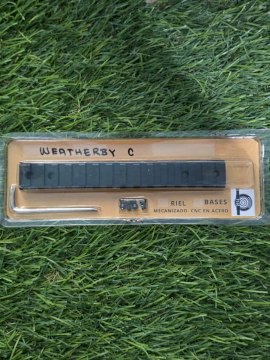 WEATHERBY C
RIEL BASES
MECANIZADO CNC EN ACERO